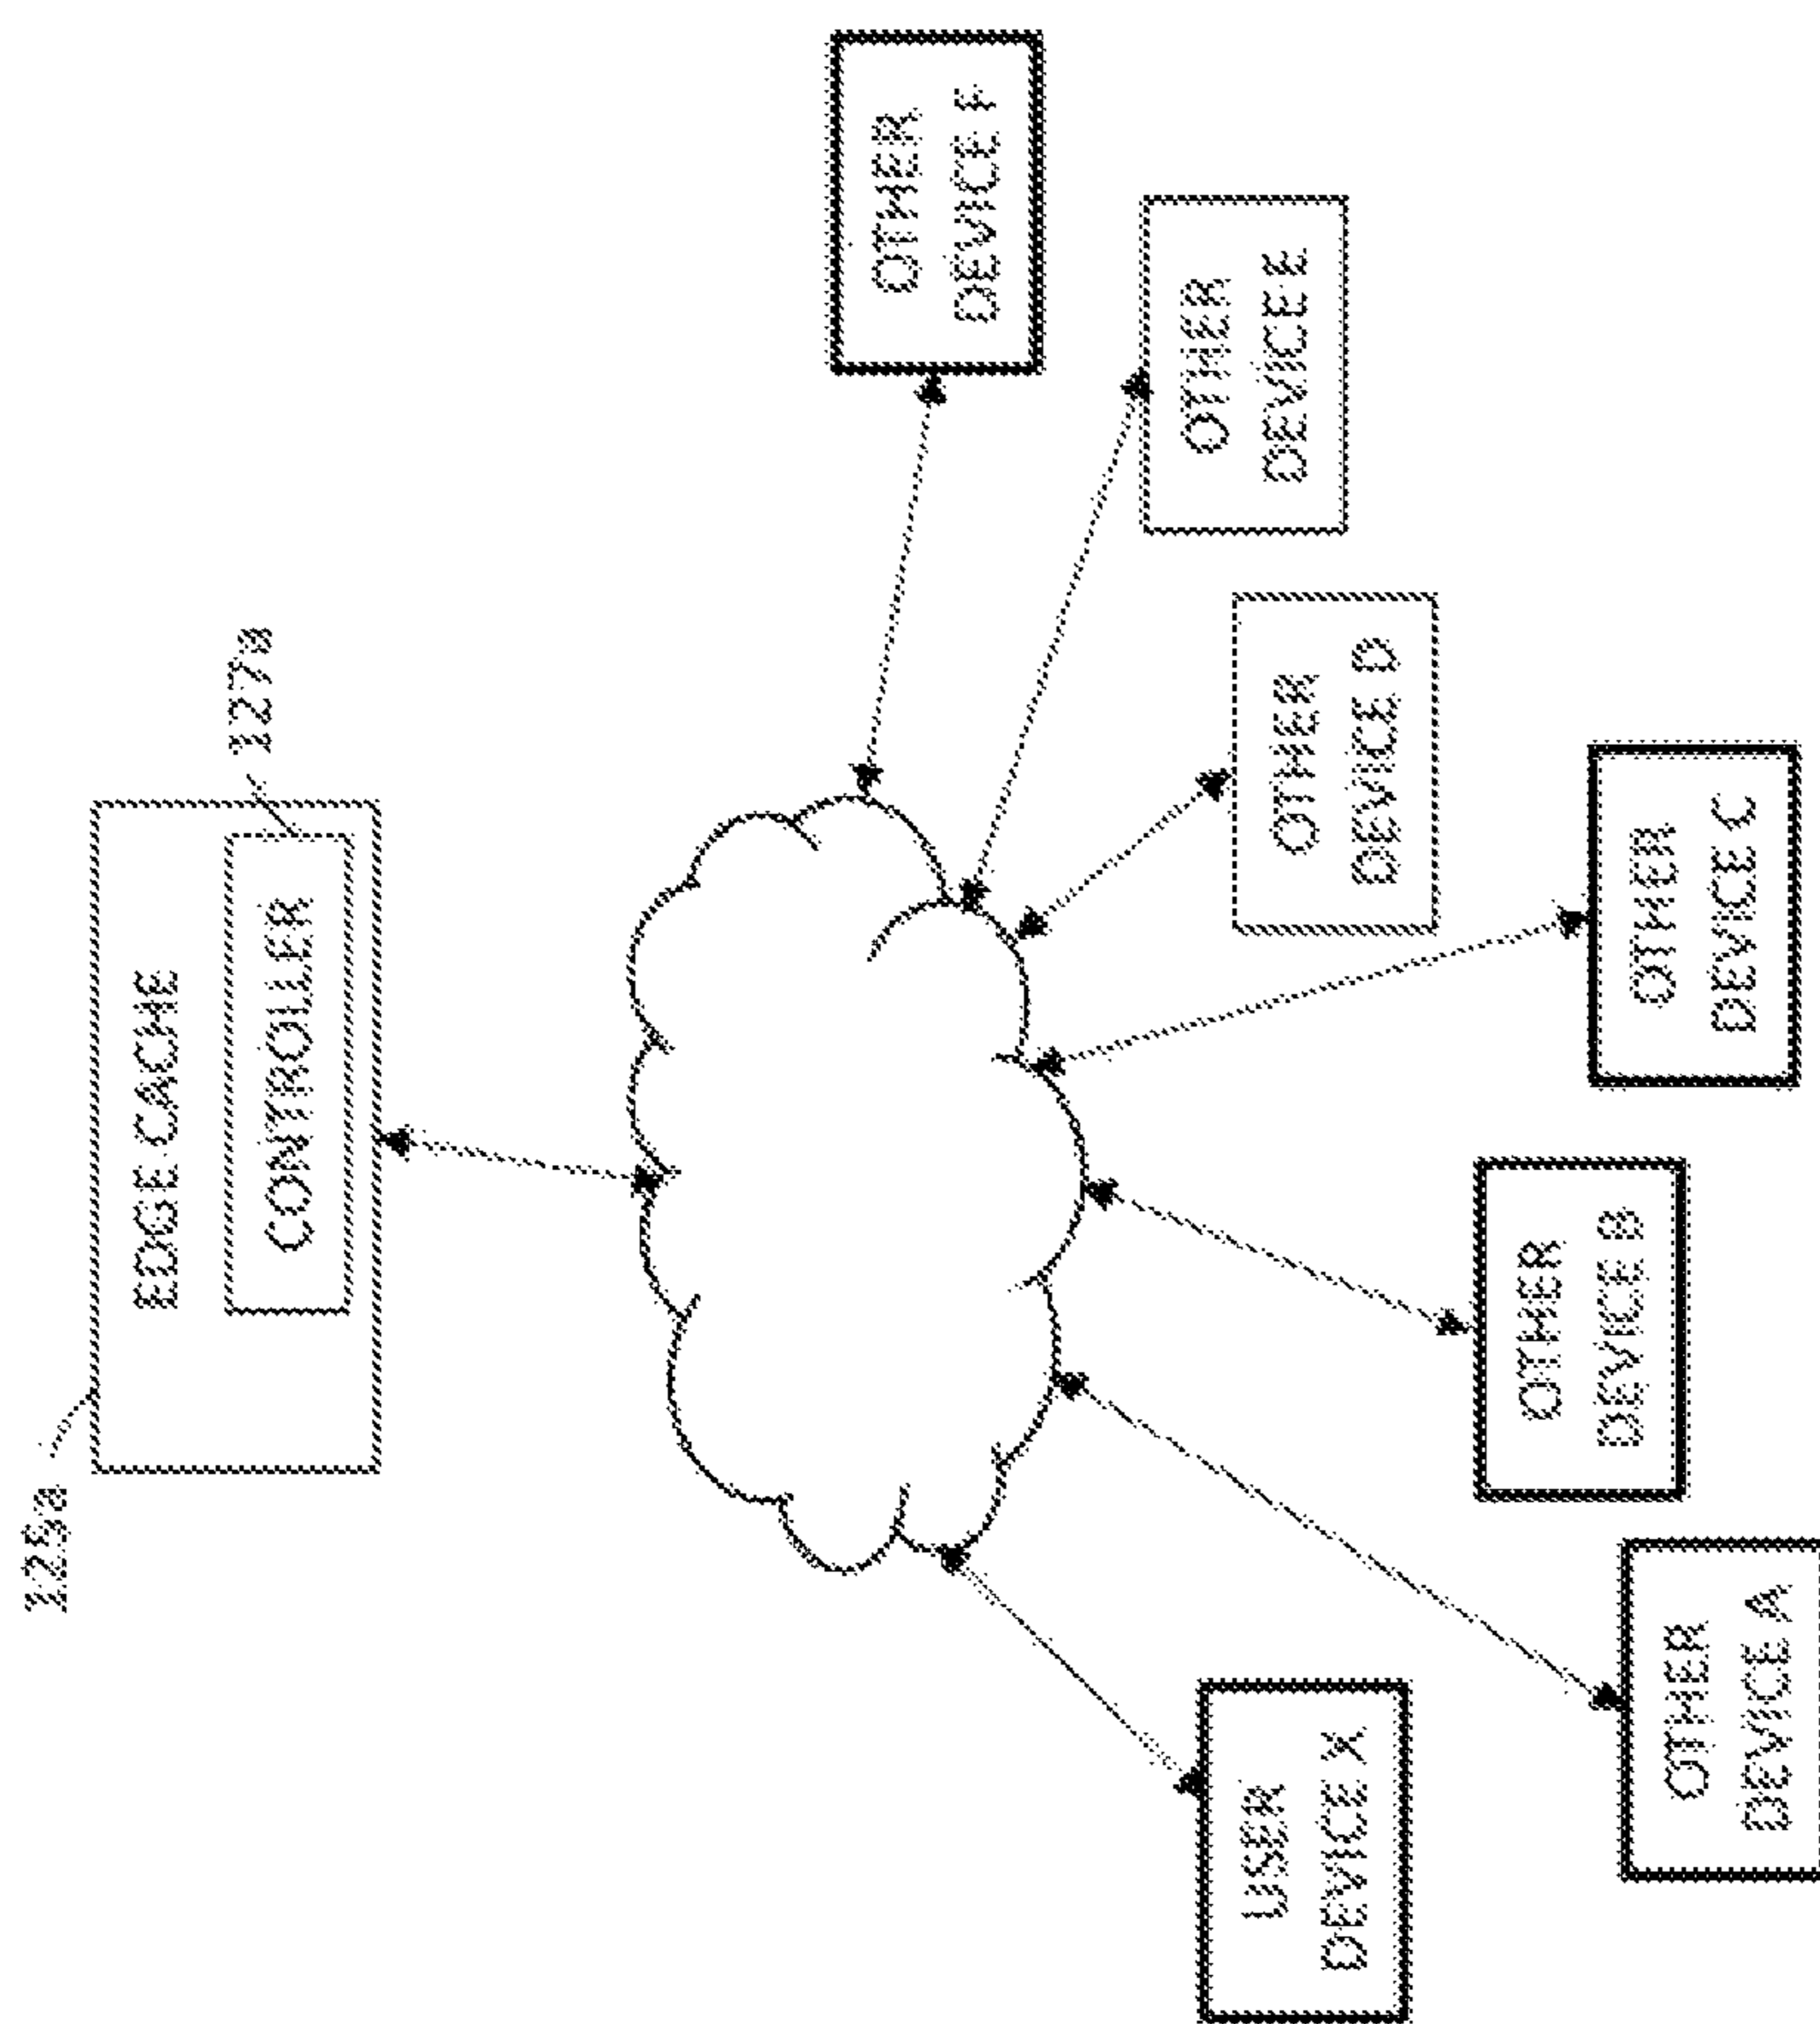 125a
EDGE CACHE
127a
CONTROLLER
USER
DEVICE X
OTHER
DEVICE A
OTHER
DEVICE B
OTHER
DEVICE C
OTHER
DEVICE D
OTHER
DEVICE E
OTHER
DEVICE F